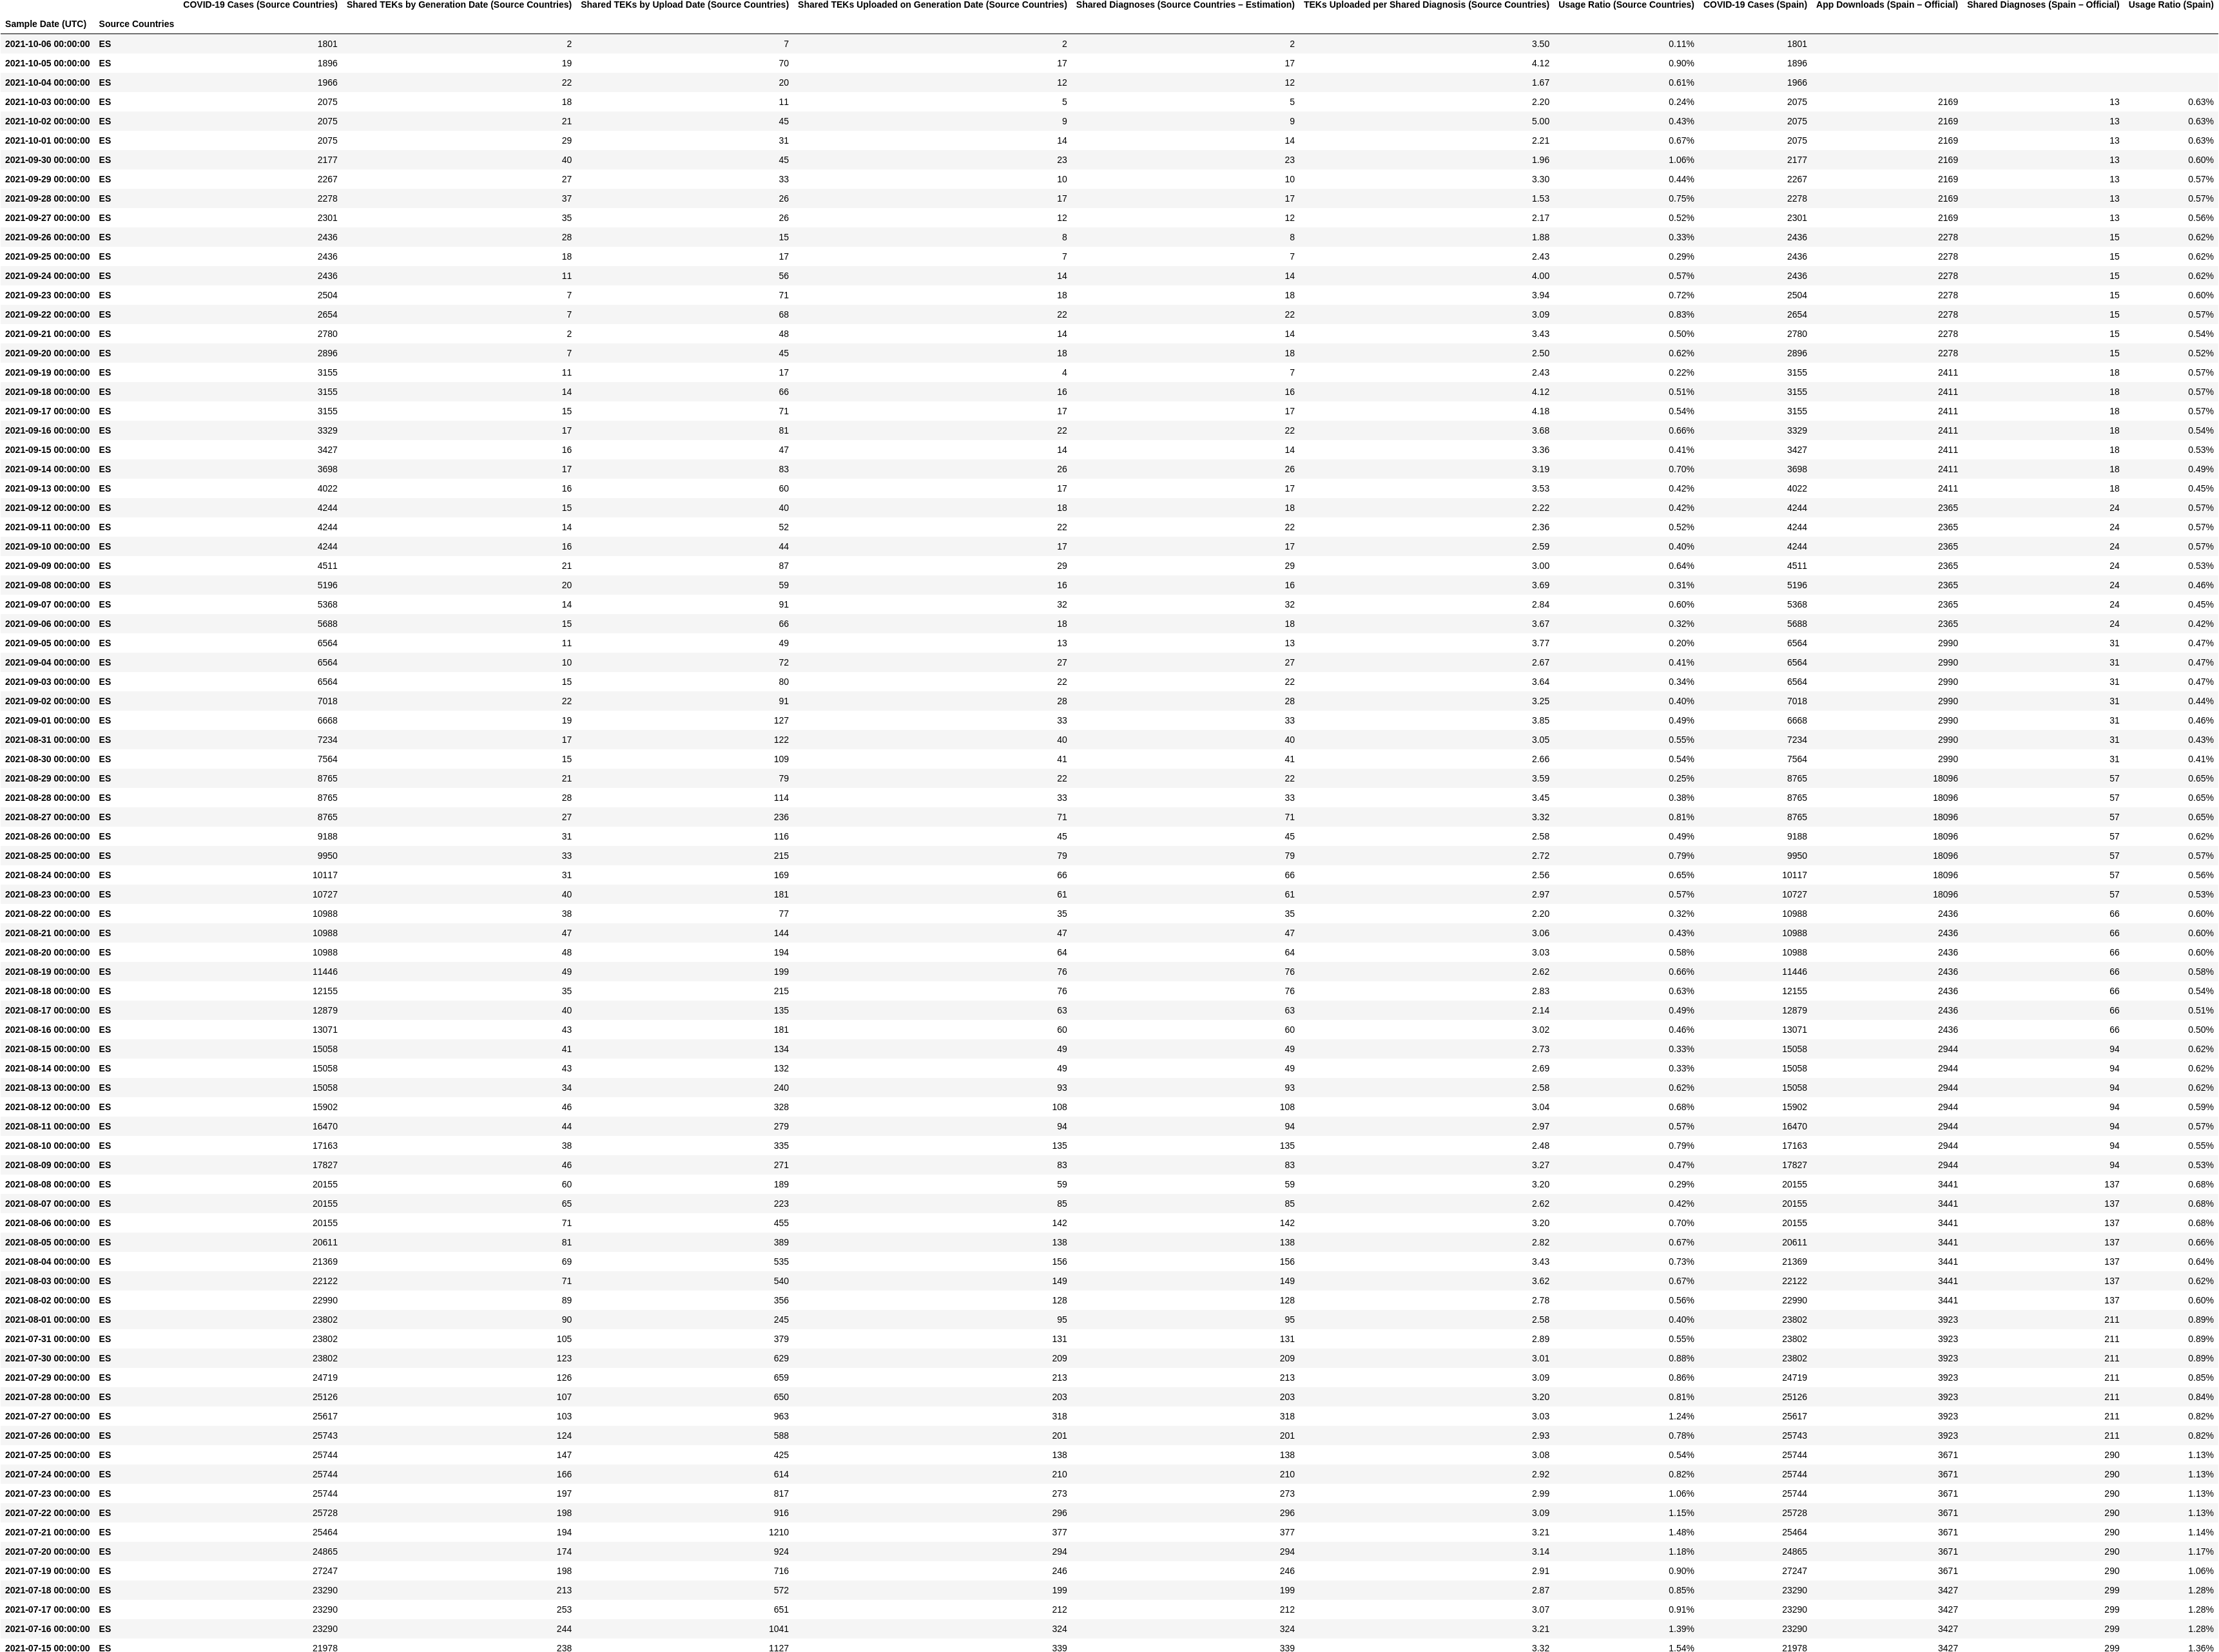 COVID-19 Cases (Source Countries) Shared TEKs by Generation Date (Source Countries) Shared TEKs by Upload Date (Source Countries) Shared TEKs Uploaded on Generation Date (Source Countries) Shared Diagnoses (Source Countries – Estimation) TEKs Uploaded per Shared Diagnosis (Source Countries) Usage Ratio (Source Countries) COVID-19 Cases (Spain) App Downloads (Spain – Official) Shared Diagnoses (Spain – Official) Usage Ratio (Spain)
Sample Date (UTC) Source Countries
2021-10-06 00:00:00 ES 1801 2 7 2 2 3.50 0.11% 1801
2021-10-05 00:00:00 ES 1896 19 70 17 17 4.12 0.90% 1896
2021-10-04 00:00:00 ES 1966 22 20 12 12 1.67 0.61% 1966
2021-10-03 00:00:00 ES 2075 18 11 5 5 2.20 0.24% 2075 2169 13 0.63%
2021-10-02 00:00:00 ES 2075 21 45 9 9 5.00 0.43% 2075 2169 13 0.63%
2021-10-01 00:00:00 ES 2075 29 31 14 14 2.21 0.67% 2075 2169 13 0.63%
2021-09-30 00:00:00 ES 2177 40 45 23 23 1.96 1.06% 2177 2169 13 0.60%
2021-09-29 00:00:00 ES 2267 27 33 10 10 3.30 0.44% 2267 2169 13 0.57%
2021-09-28 00:00:00 ES 2278 37 26 17 17 1.53 0.75% 2278 2169 13 0.57%
2021-09-27 00:00:00 ES 2301 35 26 12 12 2.17 0.52% 2301 2169 13 0.56%
2021-09-26 00:00:00 ES 2436 28 15 8 8 1.88 0.33% 2436 2278 15 0.62%
2021-09-25 00:00:00 ES 2436 18 17 7 7 2.43 0.29% 2436 2278 15 0.62%
2021-09-24 00:00:00 ES 2436 11 56 14 14 4.00 0.57% 2436 2278 15 0.62%
2021-09-23 00:00:00 ES 2504 7 71 18 18 3.94 0.72% 2504 2278 15 0.60%
2021-09-22 00:00:00 ES 2654 7 68 22 22 3.09 0.83% 2654 2278 15 0.57%
2021-09-21 00:00:00 ES 2780 2 48 14 14 3.43 0.50% 2780 2278 15 0.54%
2021-09-20 00:00:00 ES 2896 7 45 18 18 2.50 0.62% 2896 2278 15 0.52%
2021-09-19 00:00:00 ES 3155 11 17 4 7 2.43 0.22% 3155 2411 18 0.57%
2021-09-18 00:00:00 ES 3155 14 66 16 16 4.12 0.51% 3155 2411 18 0.57%
2021-09-17 00:00:00 ES 3155 15 71 17 17 4.18 0.54% 3155 2411 18 0.57%
2021-09-16 00:00:00 ES 3329 17 81 22 22 3.68 0.66% 3329 2411 18 0.54%
2021-09-15 00:00:00 ES 3427 16 47 14 14 3.36 0.41% 3427 2411 18 0.53%
2021-09-14 00:00:00 ES 3698 17 83 26 26 3.19 0.70% 3698 2411 18 0.49%
2021-09-13 00:00:00 ES 4022 16 60 17 17 3.53 0.42% 4022 2411 18 0.45%
2021-09-12 00:00:00 ES 4244 15 40 18 18 2.22 0.42% 4244 2365 24 0.57%
2021-09-11 00:00:00 ES 4244 14 52 22 22 2.36 0.52% 4244 2365 24 0.57%
2021-09-10 00:00:00 ES 4244 16 44 17 17 2.59 0.40% 4244 2365 24 0.57%
2021-09-09 00:00:00 ES 4511 21 87 29 29 3.00 0.64% 4511 2365 24 0.53%
2021-09-08 00:00:00 ES 5196 20 59 16 16 3.69 0.31% 5196 2365 24 0.46%
2021-09-07 00:00:00 ES 5368 14 91 32 32 2.84 0.60% 5368 2365 24 0.45%
2021-09-06 00:00:00 ES 5688 15 66 18 18 3.67 0.32% 5688 2365 24 0.42%
2021-09-05 00:00:00 ES 6564 11 49 13 13 3.77 0.20% 6564 2990 31 0.47%
2021-09-04 00:00:00 ES 6564 10 72 27 27 2.67 0.41% 6564 2990 31 0.47%
2021-09-03 00:00:00 ES 6564 15 80 22 22 3.64 0.34% 6564 2990 31 0.47%
2021-09-02 00:00:00 ES 7018 22 91 28 28 3.25 0.40% 7018 2990 31 0.44%
2021-09-01 00:00:00 ES 6668 19 127 33 33 3.85 0.49% 6668 2990 31 0.46%
2021-08-31 00:00:00 ES 7234 17 122 40 40 3.05 0.55% 7234 2990 31 0.43%
2021-08-30 00:00:00 ES 7564 15 109 41 41 2.66 0.54% 7564 2990 31 0.41%
2021-08-29 00:00:00 ES 8765 21 79 22 22 3.59 0.25% 8765 18096 57 0.65%
2021-08-28 00:00:00 ES 8765 28 114 33 33 3.45 0.38% 8765 18096 57 0.65%
2021-08-27 00:00:00 ES 8765 27 236 71 71 3.32 0.81% 8765 18096 57 0.65%
2021-08-26 00:00:00 ES 9188 31 116 45 45 2.58 0.49% 9188 18096 57 0.62%
2021-08-25 00:00:00 ES 9950 33 215 79 79 2.72 0.79% 9950 18096 57 0.57%
2021-08-24 00:00:00 ES 10117 31 169 66 66 2.56 0.65% 10117 18096 57 0.56%
2021-08-23 00:00:00 ES 10727 40 181 61 61 2.97 0.57% 10727 18096 57 0.53%
2021-08-22 00:00:00 ES 10988 38 77 35 35 2.20 0.32% 10988 2436 66 0.60%
2021-08-21 00:00:00 ES 10988 47 144 47 47 3.06 0.43% 10988 2436 66 0.60%
2021-08-20 00:00:00 ES 10988 48 194 64 64 3.03 0.58% 10988 2436 66 0.60%
2021-08-19 00:00:00 ES 11446 49 199 76 76 2.62 0.66% 11446 2436 66 0.58%
2021-08-18 00:00:00 ES 12155 35 215 76 76 2.83 0.63% 12155 2436 66 0.54%
2021-08-17 00:00:00 ES 12879 40 135 63 63 2.14 0.49% 12879 2436 66 0.51%
2021-08-16 00:00:00 ES 13071 43 181 60 60 3.02 0.46% 13071 2436 66 0.50%
2021-08-15 00:00:00 ES 15058 41 134 49 49 2.73 0.33% 15058 2944 94 0.62%
2021-08-14 00:00:00 ES 15058 43 132 49 49 2.69 0.33% 15058 2944 94 0.62%
2021-08-13 00:00:00 ES 15058 34 240 93 93 2.58 0.62% 15058 2944 94 0.62%
2021-08-12 00:00:00 ES 15902 46 328 108 108 3.04 0.68% 15902 2944 94 0.59%
2021-08-11 00:00:00 ES 16470 44 279 94 94 2.97 0.57% 16470 2944 94 0.57%
2021-08-10 00:00:00 ES 17163 38 335 135 135 2.48 0.79% 17163 2944 94 0.55%
2021-08-09 00:00:00 ES 17827 46 271 83 83 3.27 0.47% 17827 2944 94 0.53%
2021-08-08 00:00:00 ES 20155 60 189 59 59 3.20 0.29% 20155 3441 137 0.68%
2021-08-07 00:00:00 ES 20155 65 223 85 85 2.62 0.42% 20155 3441 137 0.68%
2021-08-06 00:00:00 ES 20155 71 455 142 142 3.20 0.70% 20155 3441 137 0.68%
2021-08-05 00:00:00 ES 20611 81 389 138 138 2.82 0.67% 20611 3441 137 0.66%
2021-08-04 00:00:00 ES 21369 69 535 156 156 3.43 0.73% 21369 3441 137 0.64%
2021-08-03 00:00:00 ES 22122 71 540 149 149 3.62 0.67% 22122 3441 137 0.62%
2021-08-02 00:00:00 ES 22990 89 356 128 128 2.78 0.56% 22990 3441 137 0.60%
2021-08-01 00:00:00 ES 23802 90 245 95 95 2.58 0.40% 23802 3923 211 0.89%
2021-07-31 00:00:00 ES 23802 105 379 131 131 2.89 0.55% 23802 3923 211 0.89%
2021-07-30 00:00:00 ES 23802 123 629 209 209 3.01 0.88% 23802 3923 211 0.89%
2021-07-29 00:00:00 ES 24719 126 659 213 213 3.09 0.86% 24719 3923 211 0.85%
2021-07-28 00:00:00 ES 25126 107 650 203 203 3.20 0.81% 25126 3923 211 0.84%
2021-07-27 00:00:00 ES 25617 103 963 318 318 3.03 1.24% 25617 3923 211 0.82%
2021-07-26 00:00:00 ES 25743 124 588 201 201 2.93 0.78% 25743 3923 211 0.82%
2021-07-25 00:00:00 ES 25744 147 425 138 138 3.08 0.54% 25744 3671 290 1.13%
2021-07-24 00:00:00 ES 25744 166 614 210 210 2.92 0.82% 25744 3671 290 1.13%
2021-07-23 00:00:00 ES 25744 197 817 273 273 2.99 1.06% 25744 3671 290 1.13%
2021-07-22 00:00:00 ES 25728 198 916 296 296 3.09 1.15% 25728 3671 290 1.13%
2021-07-21 00:00:00 ES 25464 194 1210 377 377 3.21 1.48% 25464 3671 290 1.14%
2021-07-20 00:00:00 ES 24865 174 924 294 294 3.14 1.18% 24865 3671 290 1.17%
2021-07-19 00:00:00 ES 27247 198 716 246 246 2.91 0.90% 27247 3671 290 1.06%
2021-07-18 00:00:00 ES 23290 213 572 199 199 2.87 0.85% 23290 3427 299 1.28%
2021-07-17 00:00:00 ES 23290 253 651 212 212 3.07 0.91% 23290 3427 299 1.28%
2021-07-16 00:00:00 ES 23290 244 1041 324 324 3.21 1.39% 23290 3427 299 1.28%
2021-07-15 00:00:00 ES 21978 238 1127 339 339 3.32 1.54% 21978 3427 299 1.36%